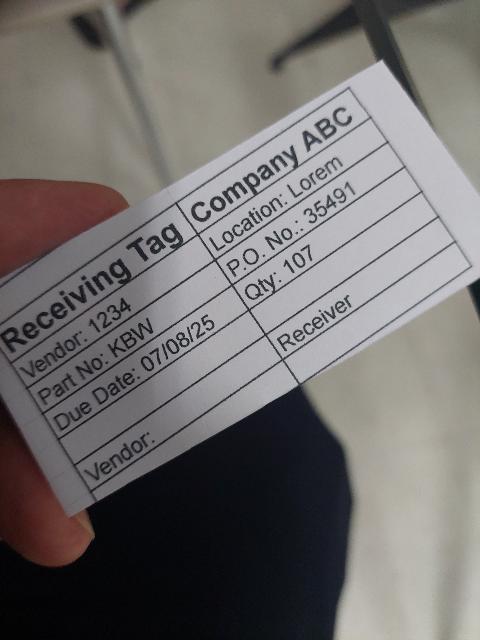 Receiving Tag Company ABC
Vendor: 1234 Location: Lorem
Part No: KBW P.O. No.: 35491
Due Date: 07/08/25 Qty: 107
Vendor: Receiver